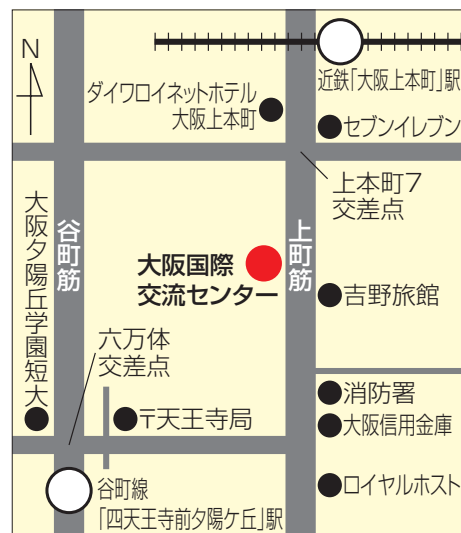 N
近鉄「大阪上本町」駅
ダイワロイネットホテル
大阪上本町
セブンイレブン
上本町7
交差点
大阪夕陽丘学園短大
谷町筋
上町筋
大阪国際
交流センター
吉野旅館
六万体
交差点
消防署
〒天王寺局
大阪信用金庫
谷町線
「四天王寺前夕陽ケ丘」駅
ロイヤルホスト